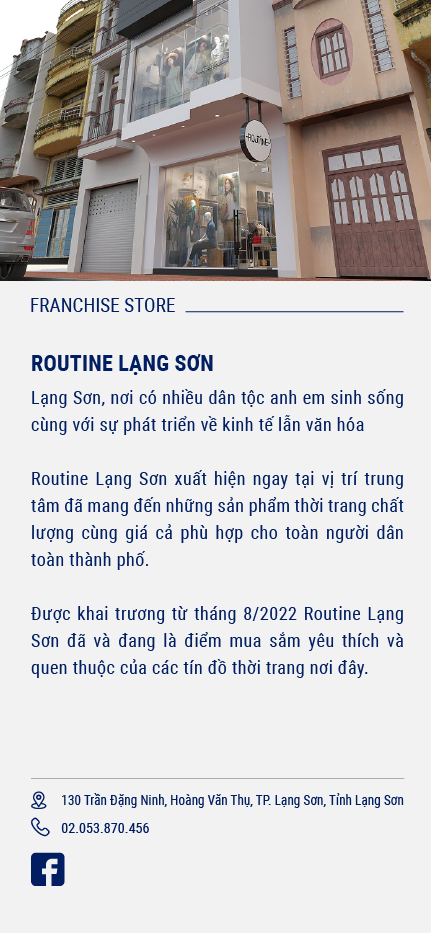 ROUTINE
FRANCHISE STORE
ROUTINE LẠNG SƠN
Lạng Sơn, nơi có nhiều dân tộc anh em sinh sống
cùng với sự phát triển về kinh tế lẫn văn hóa
Routine Lạng Sơn xuất hiện ngay tại vị trí trung
tâm đã mang đến những sản phẩm thời trang chất
lượng cùng giá cả phù hợp cho toàn người dân
toàn thành phố.
Được khai trương từ tháng 8/2022 Routine Lạng
Sơn đã và đang là điểm mua sắm yêu thích và
quen thuộc của các tín đồ thời trang nơi đây.
130 Trần Đặng Ninh, Hoàng Văn Thụ, TP. Lạng Sơn, Tỉnh Lạng Sơn
02.053.870.456